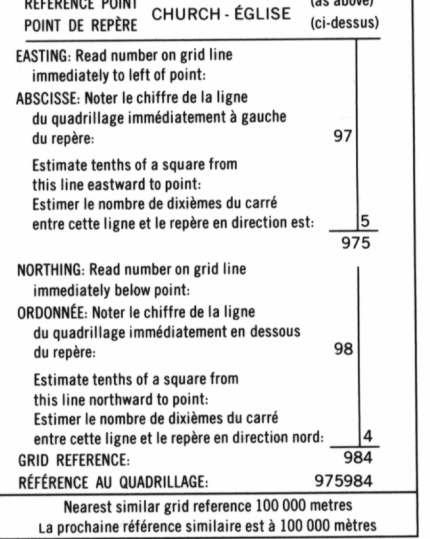 REFERENCE POINT
POINT DE REPÈRE CHURCH - ÉGLISE
(as above)
(ci-dessus)
EASTING: Read number on grid line
immediately to left of point:
ABSCISSE: Noter le chiffre de la ligne
du quadrillage immédiatement à gauche
du repère: 97
Estimate tenths of a square from
this line eastward to point:
Estimer le nombre de dixièmes du carré
entre cette ligne et le repère en direction est: 5
975
NORTHING: Read number on grid line
immediately below point:
ORDONNÉE: Noter le chiffre de la ligne
du quadrillage immédiatement en dessous
du repère: 98
Estimate tenths of a square from
this line northward to point:
Estimer le nombre de dixièmes du carré
entre cette ligne et le repère en direction nord: 4
GRID REFERENCE: 984
RÉFÉRENCE AU QUADRILLAGE: 975984
Nearest similar grid reference 100 000 metres
La prochaine référence similaire est à 100 000 mètres